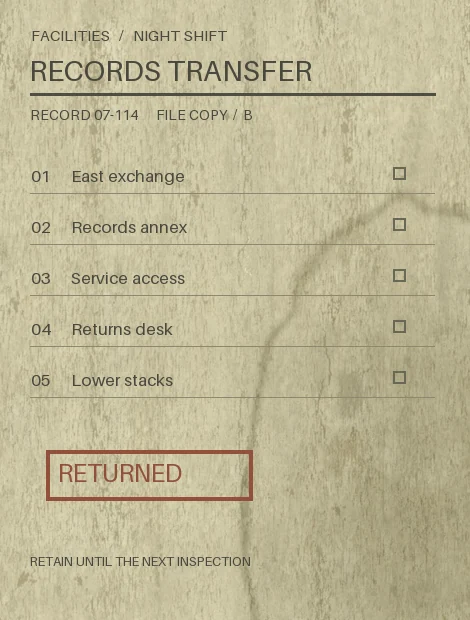 FACILITIES / NIGHT SHIFT
RECORDS TRANSFER
RECORD 07-114 FILE COPY / B
01 East exchange
02 Records annex
03 Service access
04 Returns desk
05 Lower stacks
RETURNED
RETAIN UNTIL THE NEXT INSPECTION